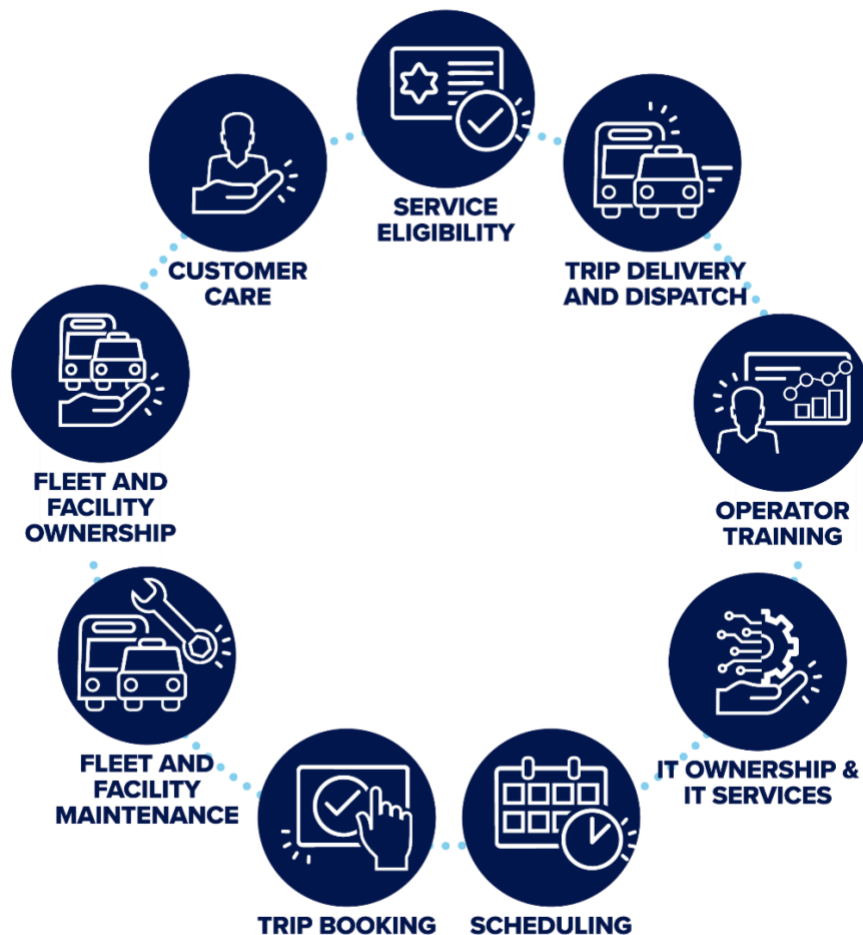 SERVICE
ELIGIBILITY
TRIP DELIVERY
AND DISPATCH
OPERATOR
TRAINING
IT OWNERSHIP &
IT SERVICES
SCHEDULING
TRIP BOOKING
FLEET AND
FACILITY
MAINTENANCE
FLEET AND
FACILITY
OWNERSHIP
CUSTOMER
CARE